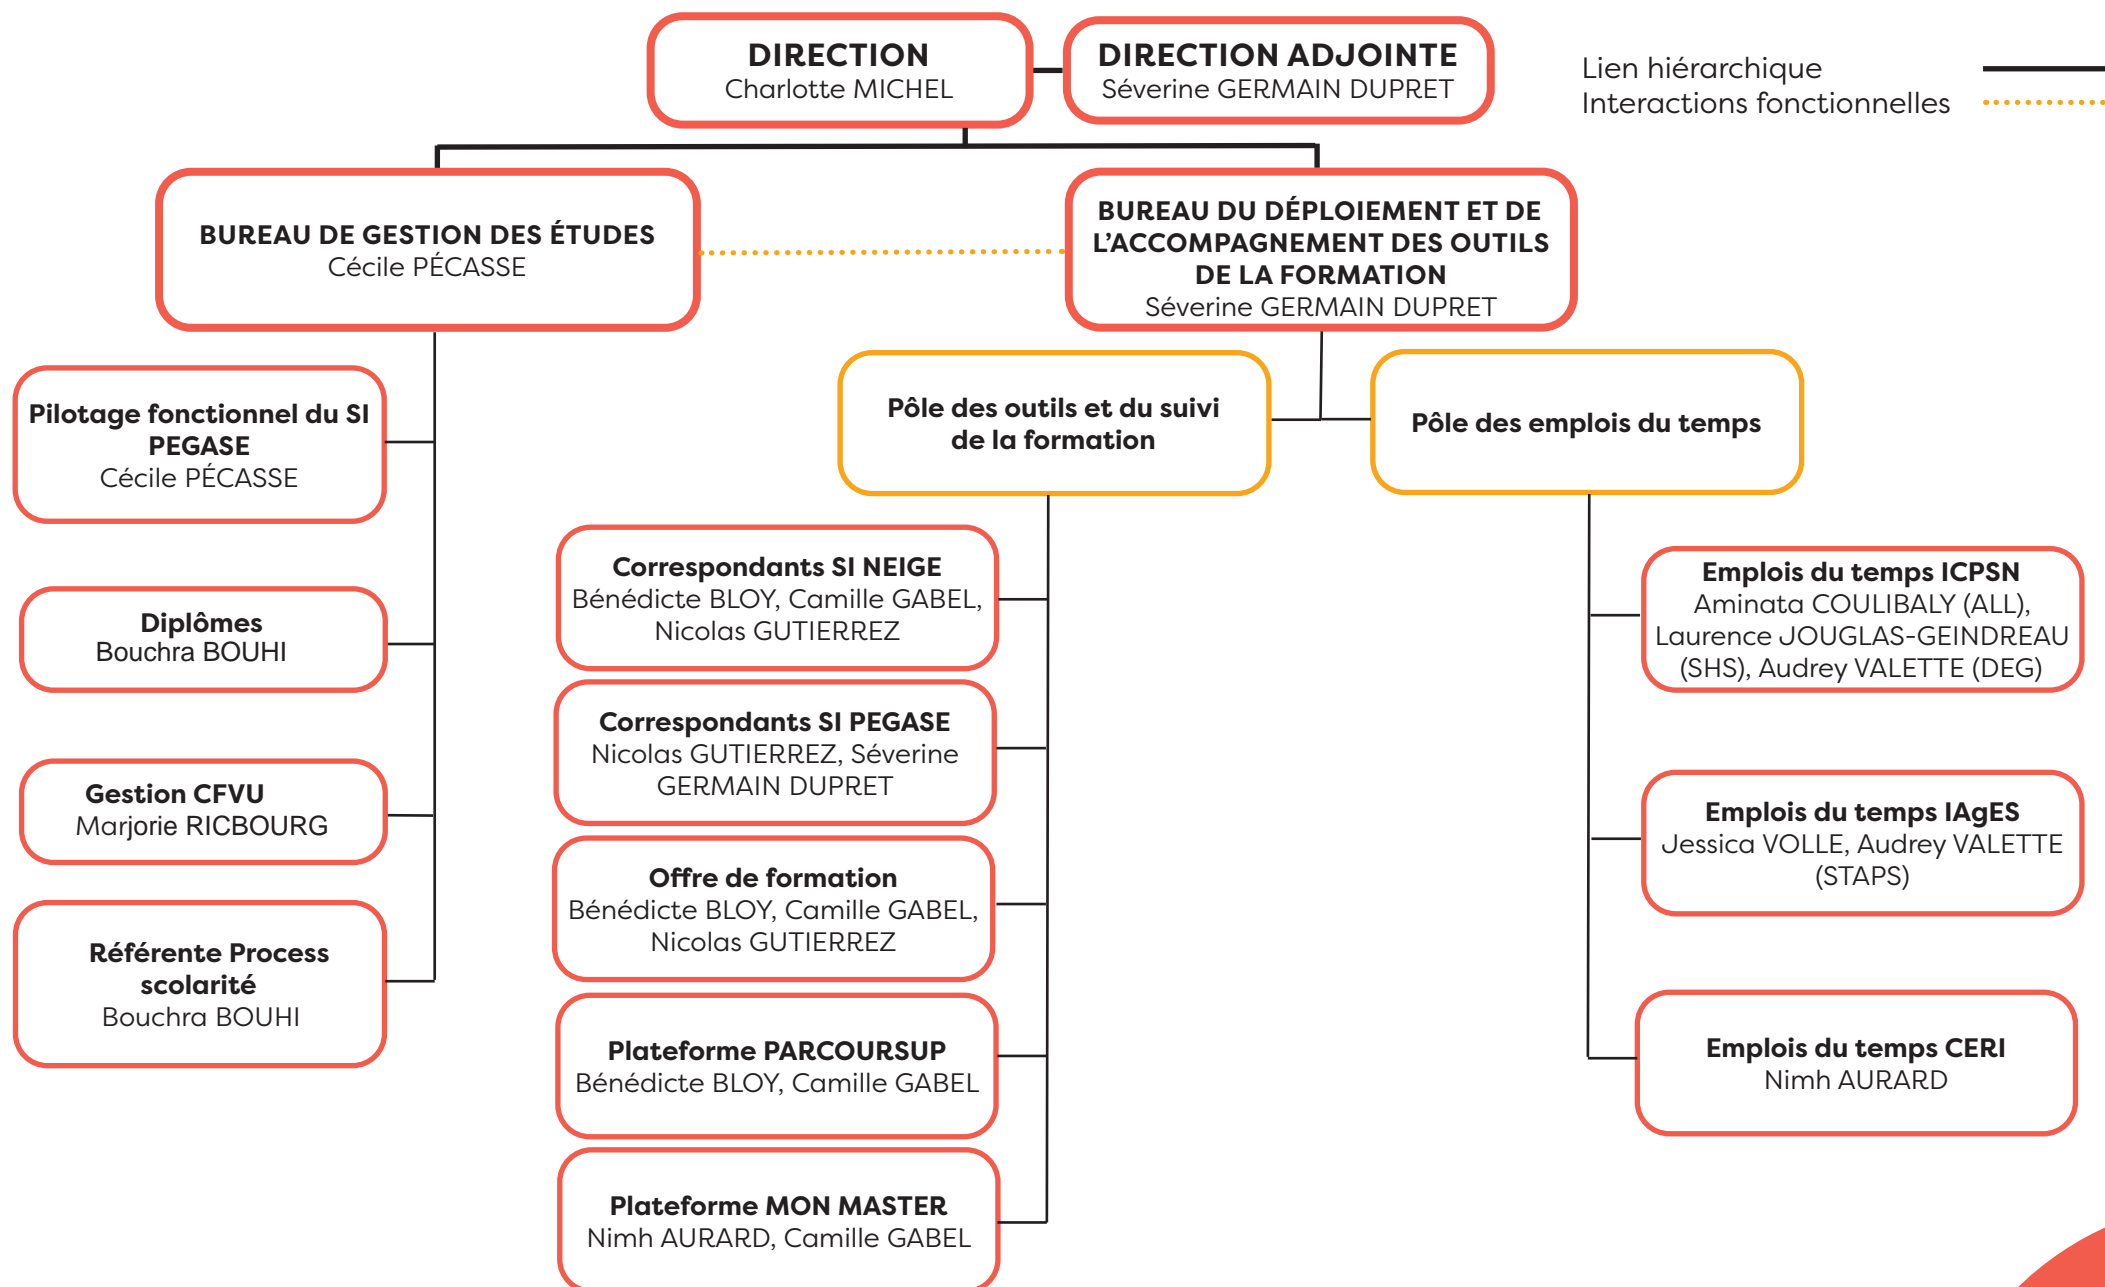 DIRECTION
Charlotte MICHEL
DIRECTION ADJOINTE
Séverine GERMAIN DUPRET
Lien hiérarchique
Interactions fonctionnelles
BUREAU DE GESTION DES ÉTUDES
Cécile PÉCASSE
BUREAU DU DÉPLOIEMENT ET DE
L'ACCOMPAGNEMENT DES OUTILS
DE LA FORMATION
Séverine GERMAIN DUPRET
Pilotage fonctionnel du SI
PEGASE
Cécile PÉCASSE
Diplômes
Bouchra BOUHI
Gestion CFVU
Marjorie RICBOURG
Référente Process
scolarité
Bouchra BOUHI
Pôle des outils et du suivi
de la formation
Correspondants SI NEIGE
Bénédicte BLOY, Camille GABEL,
Nicolas GUTIERREZ
Correspondants SI PEGASE
Nicolas GUTIERREZ, Séverine
GERMAIN DUPRET
Offre de formation
Bénédicte BLOY, Camille GABEL,
Nicolas GUTIERREZ
Plateforme PARCOURSUP
Bénédicte BLOY, Camille GABEL
Plateforme MON MASTER
Nimh AURARD, Camille GABEL
Pôle des emplois du temps
Emplois du temps ICPSN
Aminata COULIBALY (ALL),
Laurence JOUGLAS-GEINDREAU
(SHS), Audrey VALETTE (DEG)
Emplois du temps IAgES
Jessica VOLLE, Audrey VALETTE
(STAPS)
Emplois du temps CERI
Nimh AURARD